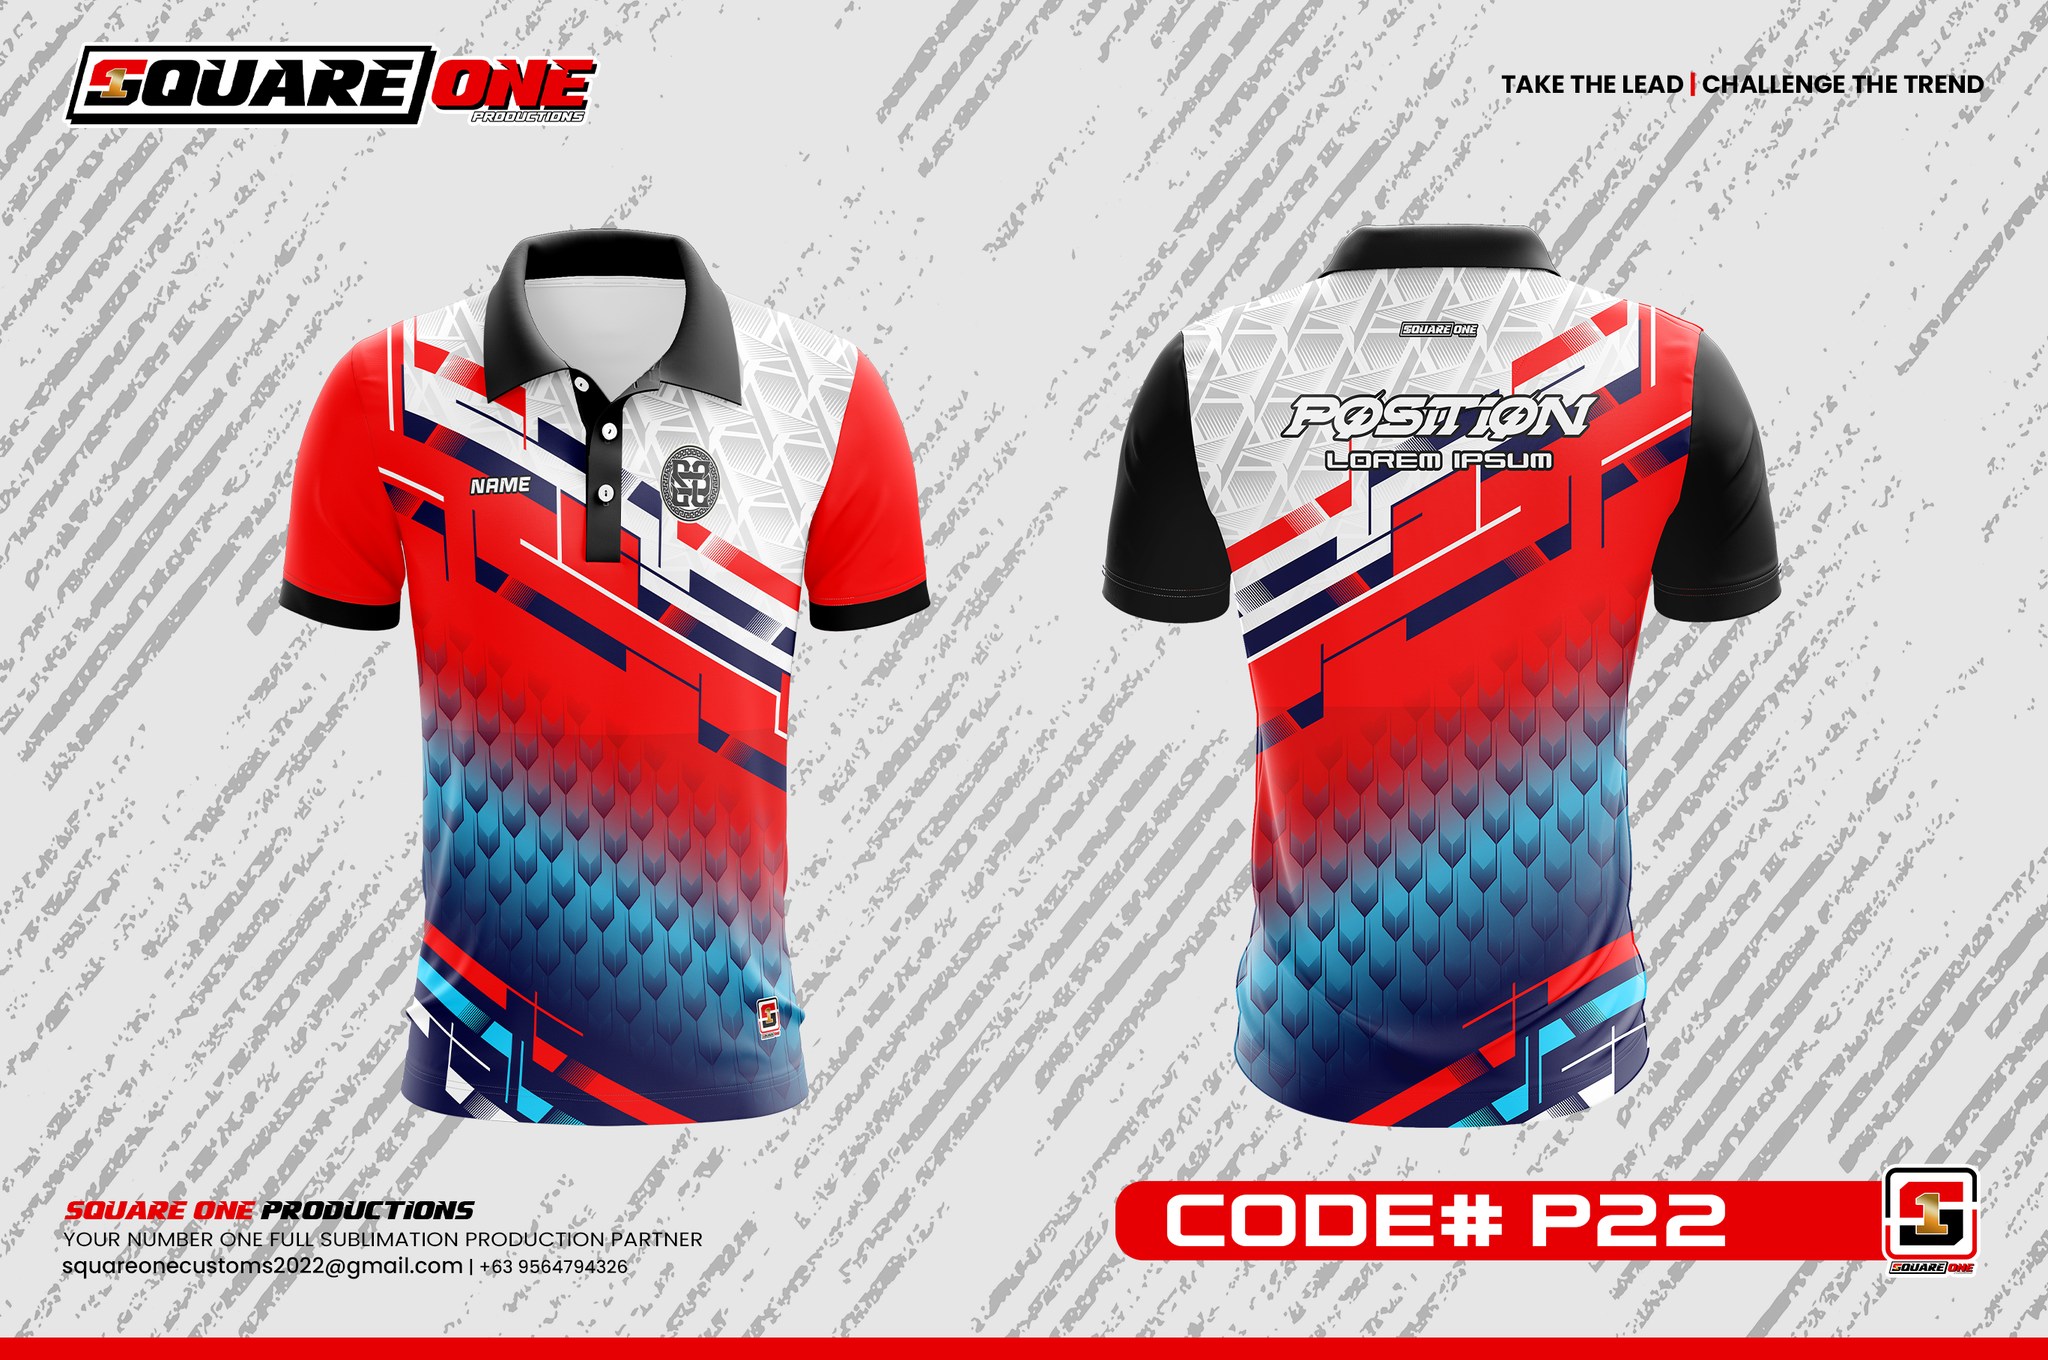 SQUARE ONE
PRODUCTIONS
TAKE THE LEAD | CHALLENGE THE TREND
NAME
SQUARE ONE
POSITION
LOREM IPSUM
SQUARE ONE PRODUCTIONS
YOUR NUMBER ONE FULL SUBLIMATION PRODUCTION PARTNER
squareonecustoms2022@gmail.com | +63 9564794326
CODE# P22
SQUARE ONE